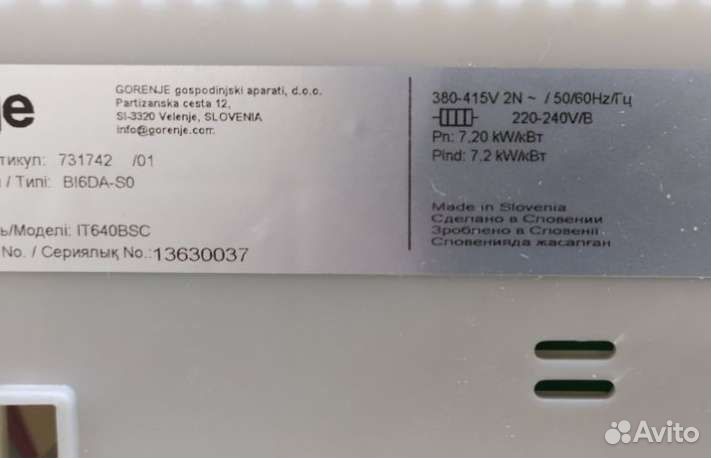 je
GORENJE gospodinjski aparati, d.o.o.
Partizanska cesta 12,
SI-3320 Velenje, SLOVENIA
info@gorenje.com
тикул: 731742 /01
/ Типі: BI6DA-S0
ь/Моделі: IT640BSC
No. / Сериялық No.: 13630037
380-415V 2N ~ / 50/60Hz/Гц
220-240V/В
Pn: 7,20 kW/кВт
Pind: 7,2 kW/кВт
Made in Slovenia
Сделано в Словении
Зроблено в Словенії
Словенияда жасалған
Avito